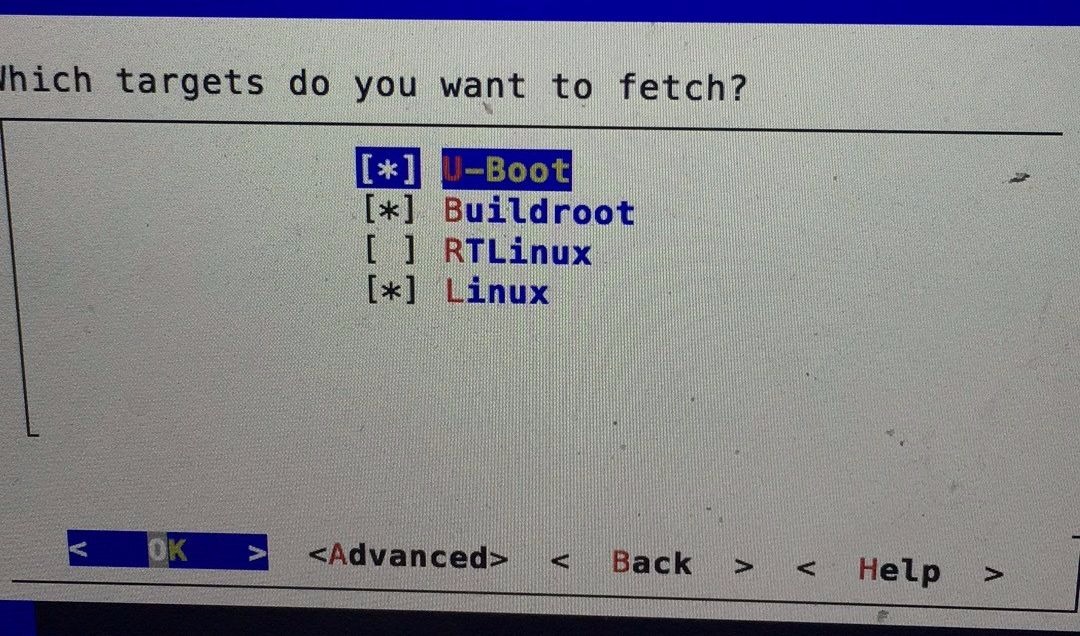 Which targets do you want to fetch?
[*] U-Boot
[*] Buildroot
[ ] RTLinux
[*] Linux
< OK > <Advanced> < Back > < Help >